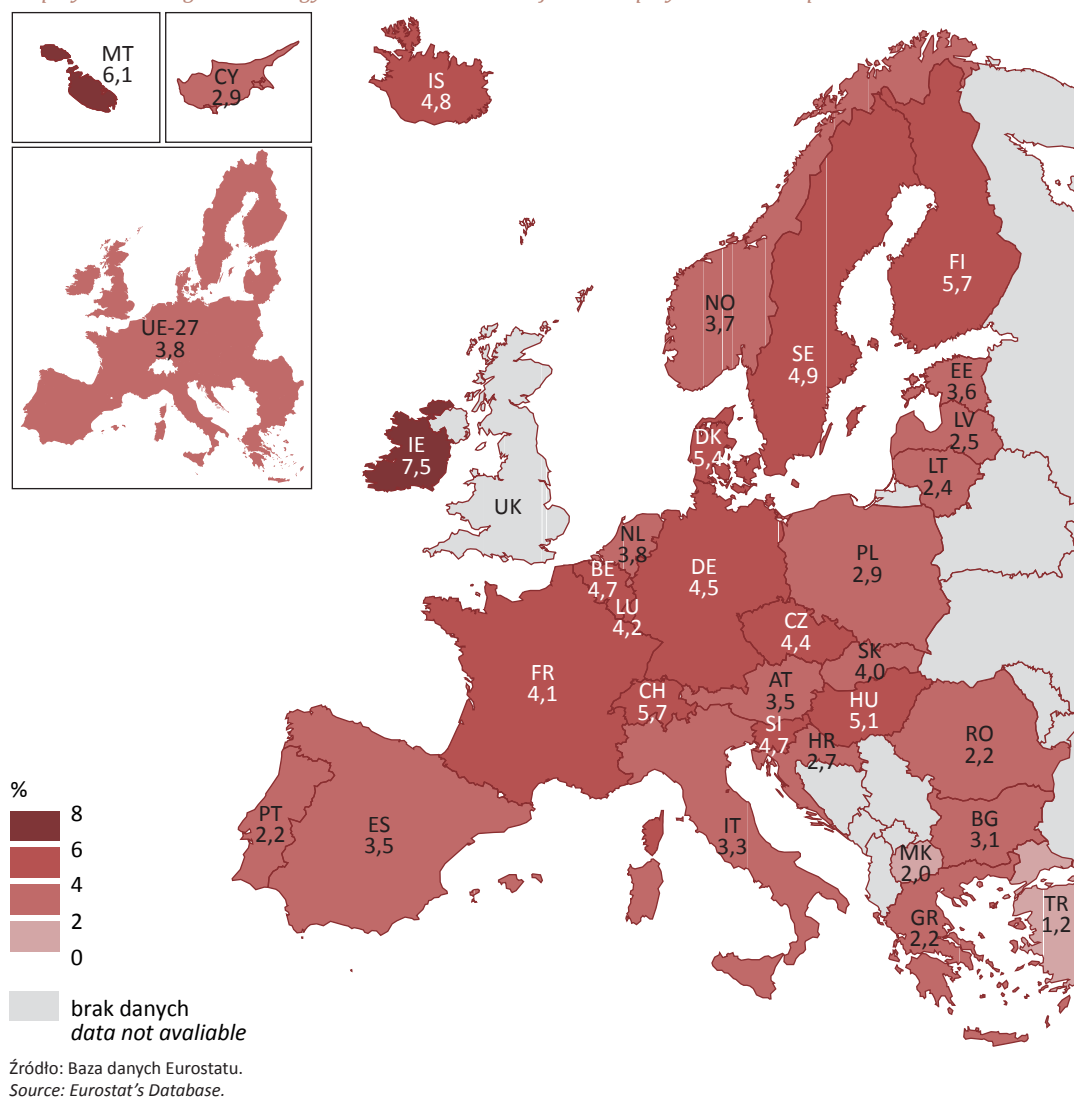 MT
6,1
CY
2,9
IS
4,8
UE-27
3,8
FI
5,7
NO
3,7
SE
4,9
EE
3,6
LV
2,5
LT
2,4
DK
5,4
IE
7,5
UK
NL
3,8
BE
4,7
LU
4,2
DE
4,5
PL
2,9
CZ
4,4
SK
4,0
FR
4,1
CH
5,7
AT
3,5
HU
5,1
SI
4,7
HR
2,7
RO
2,2
PT
2,2
ES
3,5
IT
3,3
BG
3,1
MK
2,0
GR
2,2
TR
1,2
%
8
6
4
2
0
brak danych
data not avaliable
Źródło: Baza danych Eurostatu.
Source: Eurostat's Database.